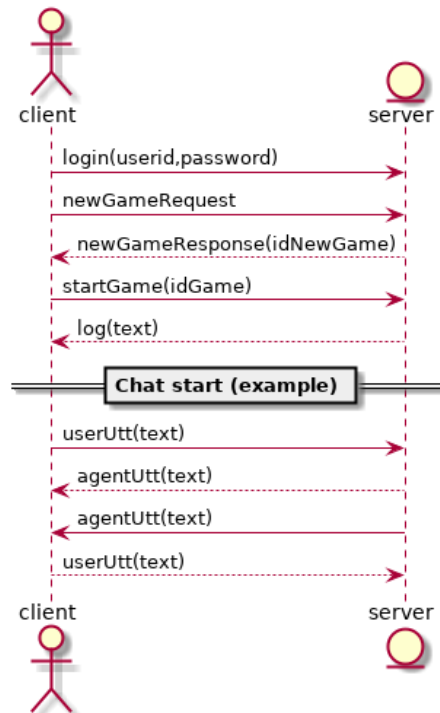 client
server
login(userid,password)
newGameRequest
newGameResponse(idNewGame)
startGame(idGame)
log(text)
Chat start (example)
userUtt(text)
agentUtt(text)
agentUtt(text)
userUtt(text)
client
server